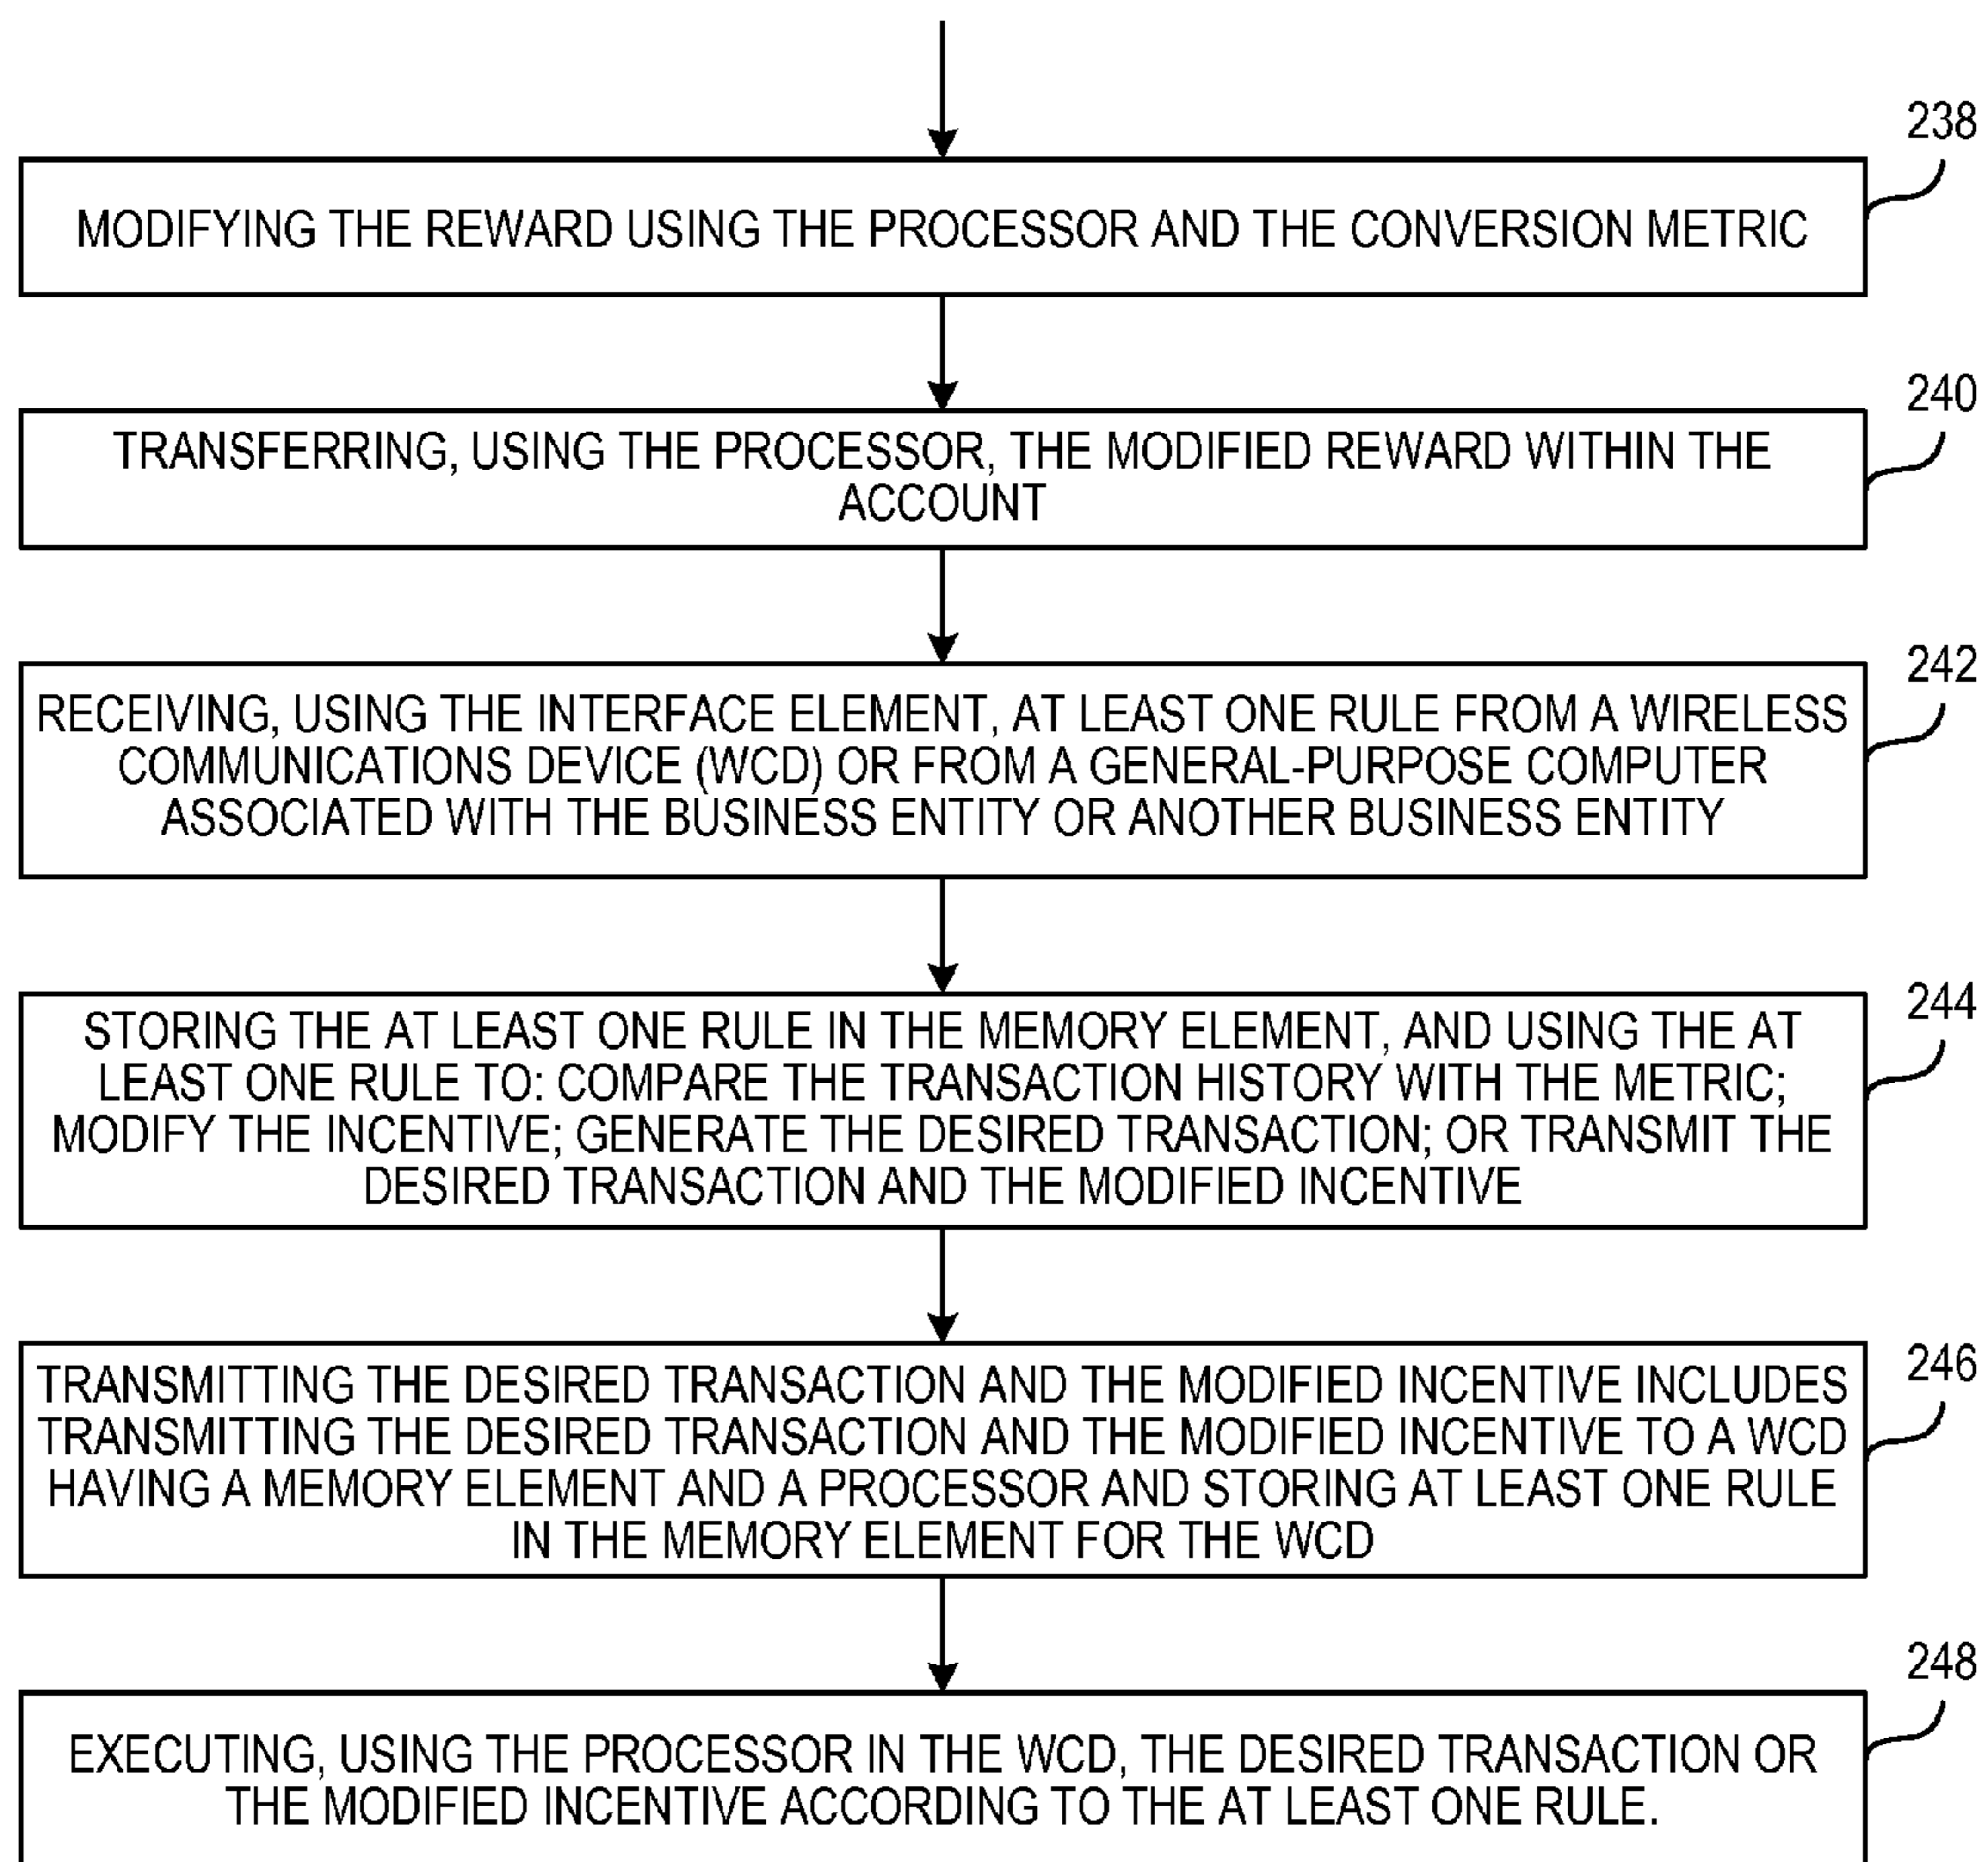 238
MODIFYING THE REWARD USING THE PROCESSOR AND THE CONVERSION METRIC
240
TRANSFERRING, USING THE PROCESSOR, THE MODIFIED REWARD WITHIN THE
ACCOUNT
242
RECEIVING, USING THE INTERFACE ELEMENT, AT LEAST ONE RULE FROM A WIRELESS
COMMUNICATIONS DEVICE (WCD) OR FROM A GENERAL-PURPOSE COMPUTER
ASSOCIATED WITH THE BUSINESS ENTITY OR ANOTHER BUSINESS ENTITY
244
STORING THE AT LEAST ONE RULE IN THE MEMORY ELEMENT, AND USING THE AT
LEAST ONE RULE TO: COMPARE THE TRANSACTION HISTORY WITH THE METRIC;
MODIFY THE INCENTIVE; GENERATE THE DESIRED TRANSACTION; OR TRANSMIT THE
DESIRED TRANSACTION AND THE MODIFIED INCENTIVE
246
TRANSMITTING THE DESIRED TRANSACTION AND THE MODIFIED INCENTIVE INCLUDES
TRANSMITTING THE DESIRED TRANSACTION AND THE MODIFIED INCENTIVE TO A WCD
HAVING A MEMORY ELEMENT AND A PROCESSOR AND STORING AT LEAST ONE RULE
IN THE MEMORY ELEMENT FOR THE WCD
248
EXECUTING, USING THE PROCESSOR IN THE WCD, THE DESIRED TRANSACTION OR
THE MODIFIED INCENTIVE ACCORDING TO THE AT LEAST ONE RULE.